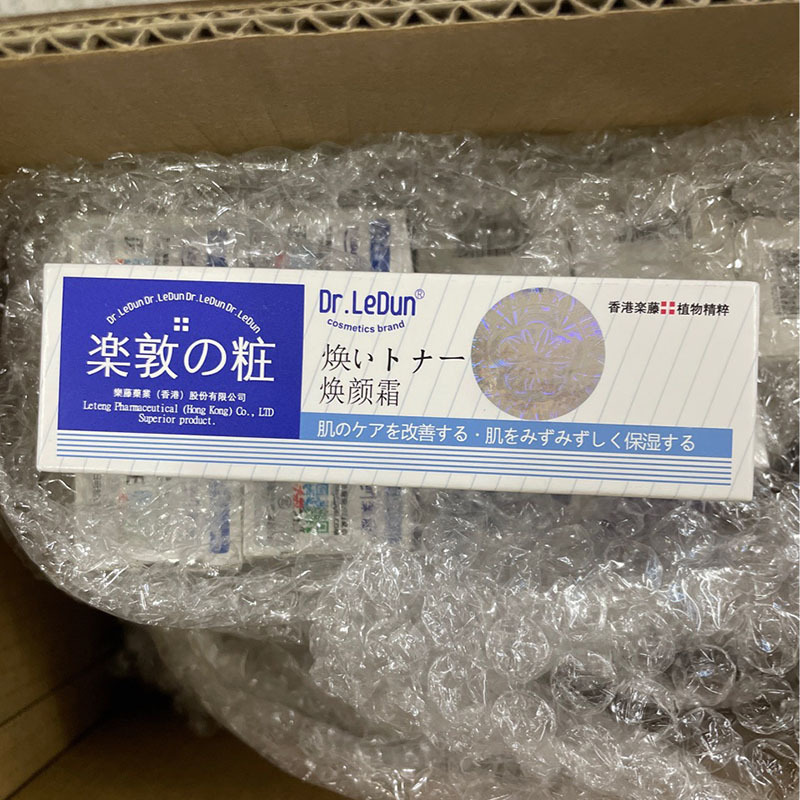 Dr.LeDun Dr.LeDun Dr.LeDun Dr.LeDun
楽敦の粧
樂藤藥業（香港）股份有限公司
Leteng Pharmaceutical (Hong Kong) Co., LTD
Superior product.
Dr.LeDun®
cosmetics brand
焕いトナー
焕颜霜
香港楽藤 植物精粹
肌のケアを改善する・肌をみずみずしく保湿する